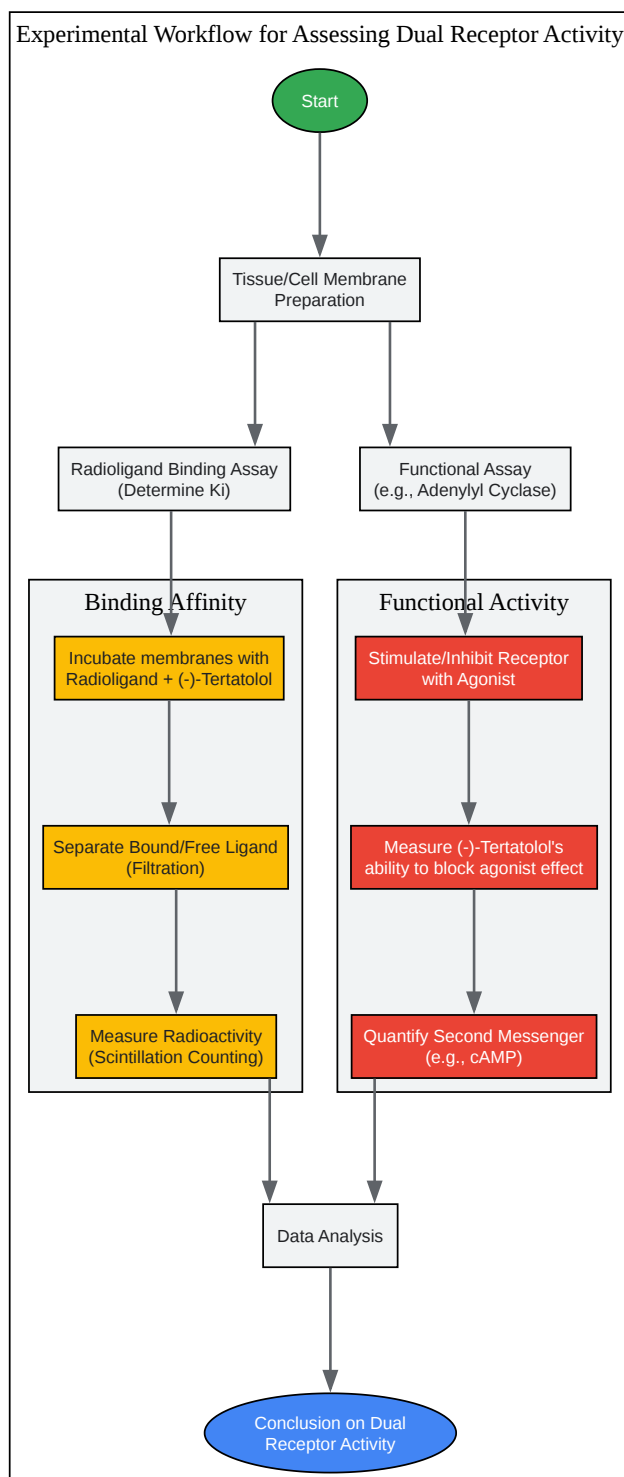 Experimental Workflow for Assessing Dual Receptor Activity
Start
Tissue/Cell Membrane
Preparation
Radioligand Binding Assay
(Determine Ki)
Functional Assay
(e.g., Adenylyl Cyclase)
Binding Affinity
Incubate membranes with
Radioligand + (-)-Tertatolol
Separate Bound/Free Ligand
(Filtration)
Measure Radioactivity
(Scintillation Counting)
Functional Activity
Stimulate/Inhibit Receptor
with Agonist
Measure (-)-Tertatolol's
ability to block agonist effect
Quantify Second Messenger
(e.g., cAMP)
Data Analysis
Conclusion on Dual
Receptor Activity